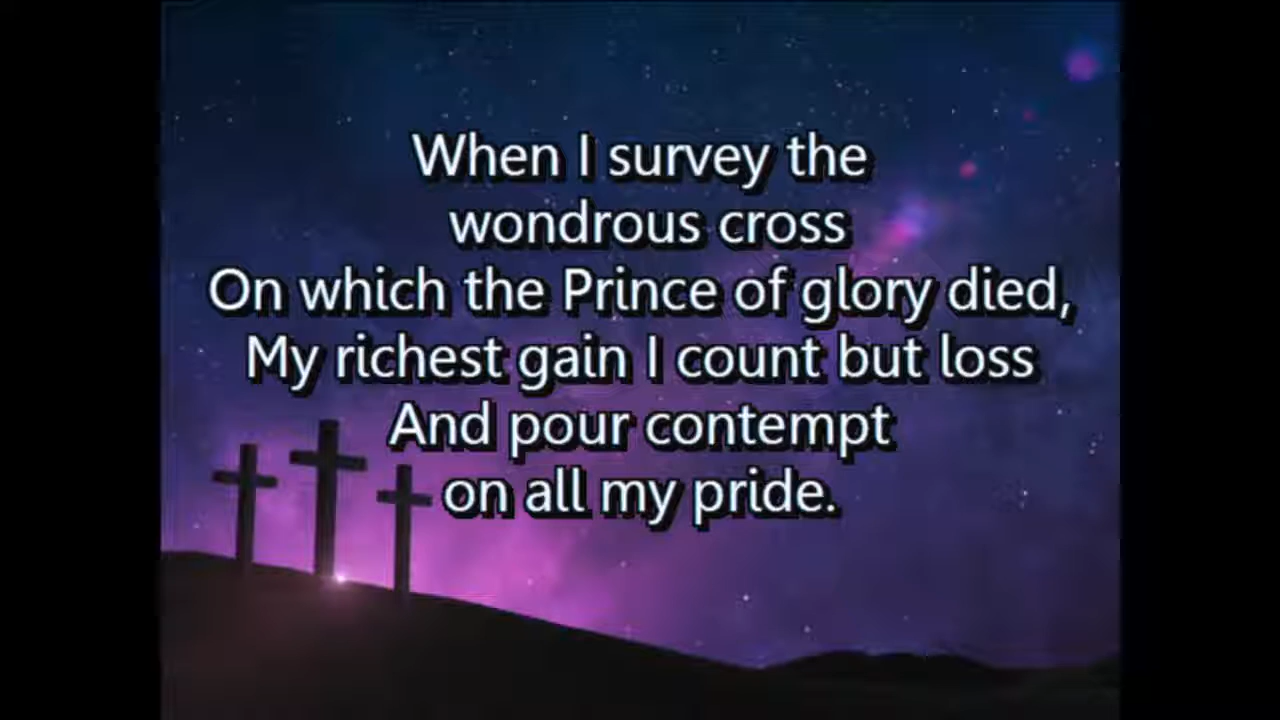 When I survey the
wondrous cross
On which the Prince of glory died,
My richest gain I count but loss
And pour contempt
on all my pride.